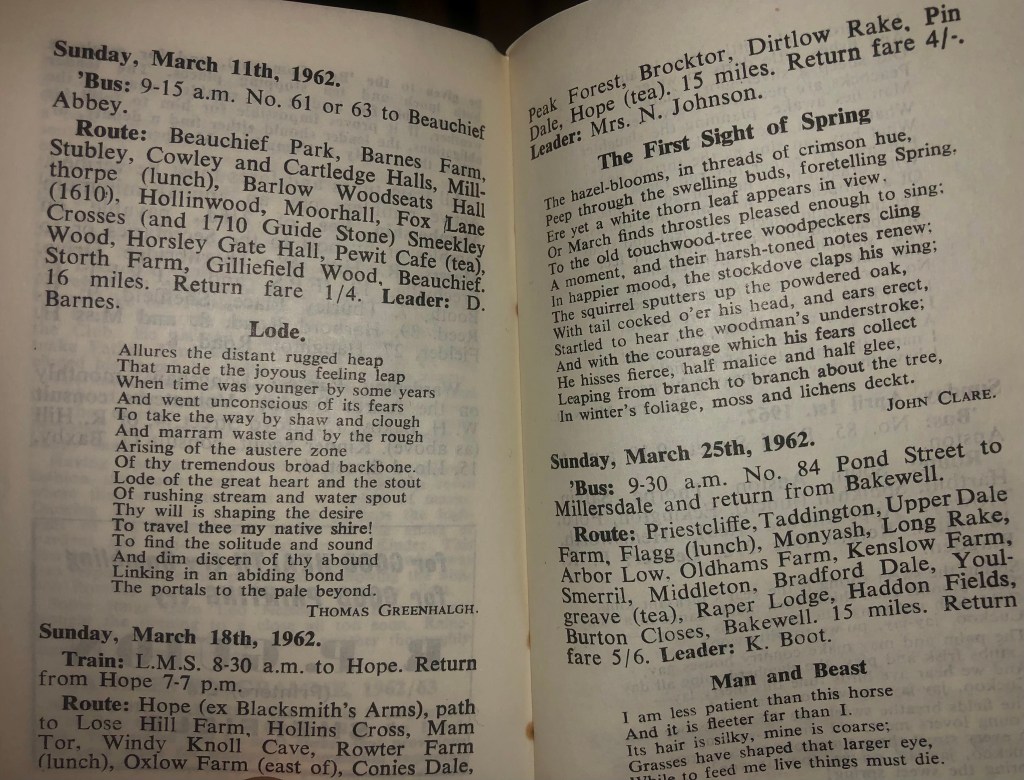 Sunday, March 11th, 1962.
'Bus: 9-15 a.m. No. 61 or 63 to Beauchief
Abbey.
Route: Beauchief Park, Barnes Farm,
Stubley, Cowley and Cartledge Halls, Mill-
thorpe (lunch), Barlow Woodseats Hall
(1610), Hollinwood, Moorhall, Fox Lane
Crosses (and 1710 Guide Stone) Smeekley
Wood, Horsley Gate Hall, Pewit Cafe (tea),
Storth Farm, Gilliefield Wood, Beauchief.
16 miles. Return fare 1/4. Leader: D.
Barnes.
Lode.
Allures the distant rugged heap
That made the joyous feeling leap
When time was younger by some years
And went unconscious of its fears
To take the way by shaw and clough
And marram waste and by the rough
Arising of the austere zone
Of thy tremendous broad backbone.
Lode of the great heart and the stout
Of rushing stream and water spout
Thy will is shaping the desire
To travel thee my native shire!
To find the solitude and sound
And dim discern of thy abound
Linking in an abiding bond
The portals to the pale beyond.
THOMAS GREENHALGH.
Sunday, March 18th, 1962.
Train: L.M.S. 8-30 a.m. to Hope. Return
from Hope 7-7 p.m.
Route: Hope (ex Blacksmith's Arms), path
to Lose Hill Farm, Hollins Cross, Mam
Tor, Windy Knoll Cave, Rowter Farm
(lunch), Oxlow Farm (east of), Conies Dale,
Peak Forest, Brocktor, Dirtlow Rake, Pin
Dale, Hope (tea). 15 miles. Return fare 4/-.
Leader: Mrs. N. Johnson.
The First Sight of Spring
The hazel-blooms, in threads of crimson hue,
Peep through the swelling buds, foretelling Spring,
Ere yet a white thorn leaf appears in view,
Or March finds throstles pleased enough to sing;
To the old touchwood-tree woodpeckers cling
A moment, and their harsh-toned notes renew;
In happier mood, the stockdove claps his wing;
The squirrel sputters up the powdered oak,
With tail cocked o'er his head, and ears erect,
Startled to hear the woodman's understroke;
And with the courage which his fears collect
He hisses fierce, half malice and half glee,
Leaping from branch to branch about the tree,
In winter's foliage, moss and lichens deckt.
JOHN CLARE.
Sunday, March 25th, 1962.
'Bus: 9-30 a.m. No. 84 Pond Street to
Millersdale and return from Bakewell.
Route: Priestcliffe, Taddington, Upper Dale
Farm, Flagg (lunch), Monyash, Long Rake,
Arbor Low, Oldhams Farm, Kenslow Farm,
Smerril, Middleton, Bradford Dale, Youl-
greave (tea), Raper Lodge, Haddon Fields,
Burton Closes, Bakewell. 15 miles. Return
fare 5/6. Leader: K. Boot.
Man and Beast
I am less patient than this horse
And it is fleeter far than I.
Its hair is silky, mine is coarse;
Grasses have shaped that larger eye,
While to feed me live things must die.